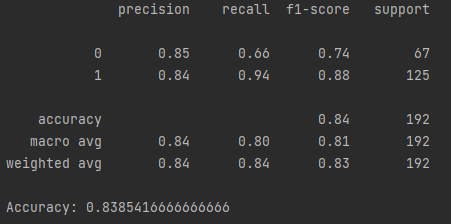 precision recall f1-score support
0 0.85 0.66 0.74 67
1 0.84 0.94 0.88 125
accuracy 0.84 192
macro avg 0.84 0.80 0.81 192
weighted avg 0.84 0.84 0.83 192
Accuracy: 0.8385416666666666